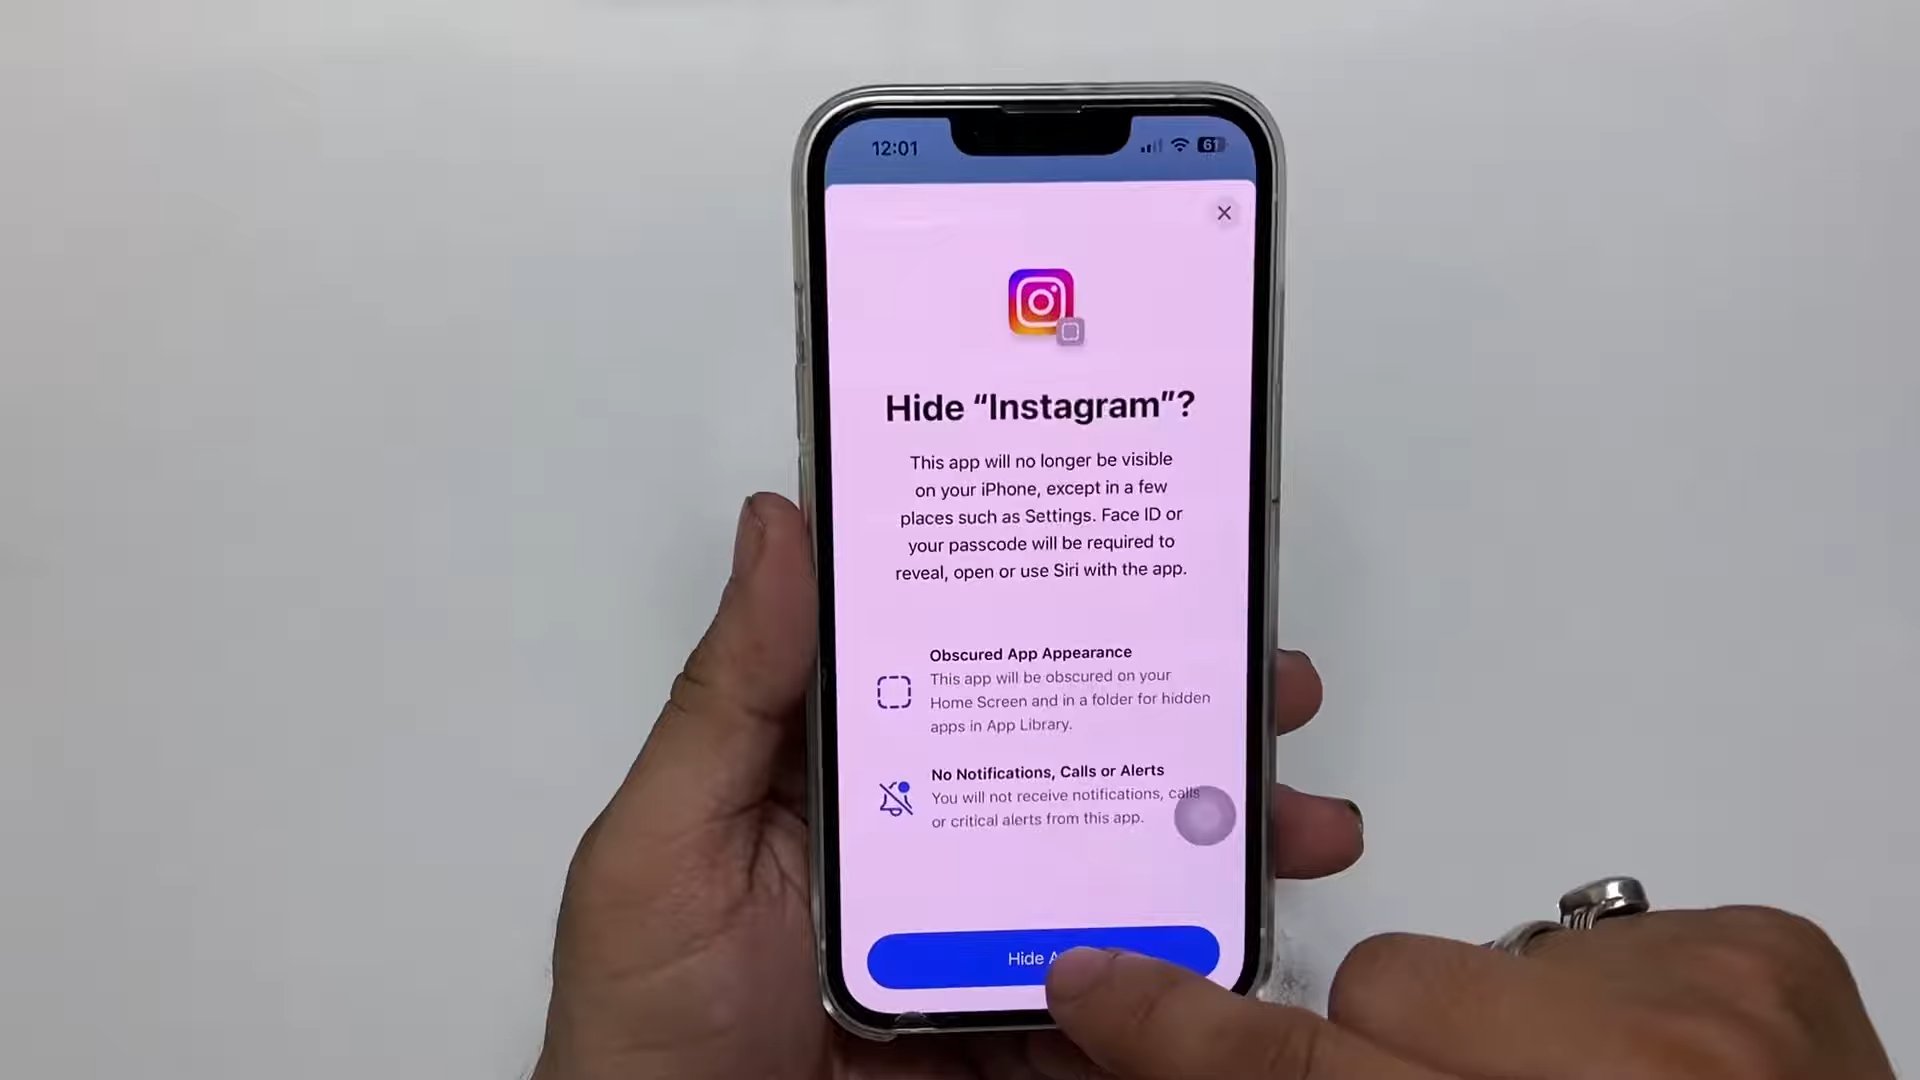 12:01
61
Hide “Instagram”?
This app will no longer be visible
on your iPhone, except in a few
places such as Settings. Face ID or
your passcode will be required to
reveal, open or use Siri with the app.
Obscured App Appearance
This app will be obscured on your
Home Screen and in a folder for hidden
apps in App Library.
No Notifications, Calls or Alerts
You will not receive notifications, calls
or critical alerts from this app.
Hide